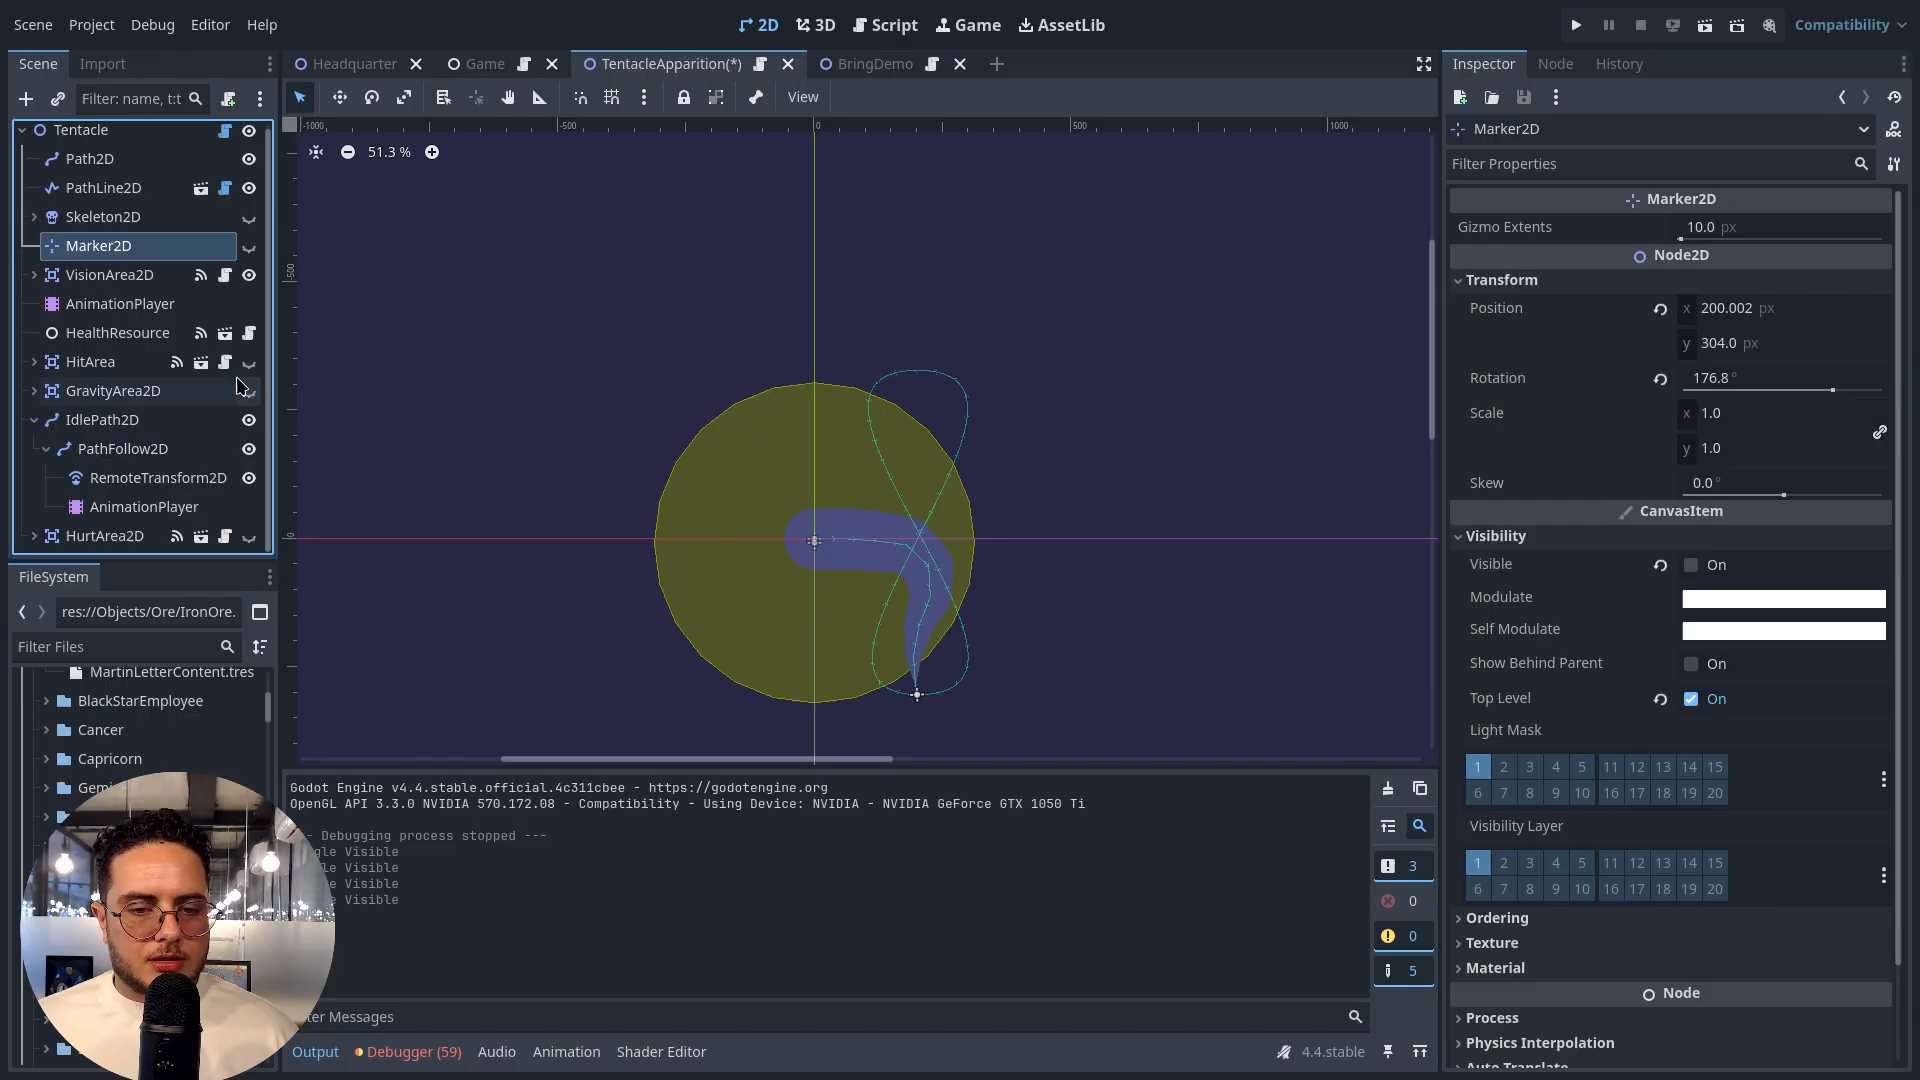 Scene Project Debug Editor Help
2D 3D Script Game AssetLib
Compatibility
Scene Import
Headquarter Game TentacleApparition(*) BringDemo
Inspector Node History
Filter: name, t:t
View
Marker2D
-1000 -500 0 500 1000
Tentacle
51.3 %
Path2D
Filter Properties
PathLine2D
Marker2D
Skeleton2D
Gizmo Extents 10.0 px
Marker2D
Node2D
VisionArea2D
-500
Transform
AnimationPlayer
Position x 200.002 px
HealthResource
y 304.0 px
HitArea
Rotation 176.8 °
GravityArea2D
Scale x 1.0
IdlePath2D
PathFollow2D
y 1.0
RemoteTransform2D
Skew 0.0 °
AnimationPlayer
CanvasItem
HurtArea2D
0
Visibility
Visible On
FileSystem
Modulate
res://Objects/Ore/IronOre.
Self Modulate
Filter Files
Show Behind Parent On
MartinLetterContent.tres
Top Level On
BlackStarEmployee
Light Mask
Cancer
Capricorn
1 2 3 4 5 11 12 13 14 15
6 7 8 9 10 16 17 18 19 20
Godot Engine v4.4.stable.official.4c311cbee - https://godotengine.org
OpenGL API 3.3.0 NVIDIA 570.172.08 - Compatibility - Using Device: NVIDIA - NVIDIA GeForce GTX 1050 Ti
Visibility Layer
- Debugging process stopped ---
Visible
Visible
Visible
Visible
1 2 3 4 5 11 12 13 14 15
6 7 8 9 10 16 17 18 19 20
3
0
0
5
Ordering
Texture
Material
Node
Messages
Process
Physics Interpolation
Output Debugger (59) Audio Animation Shader Editor 4.4.stable
Auto Translate